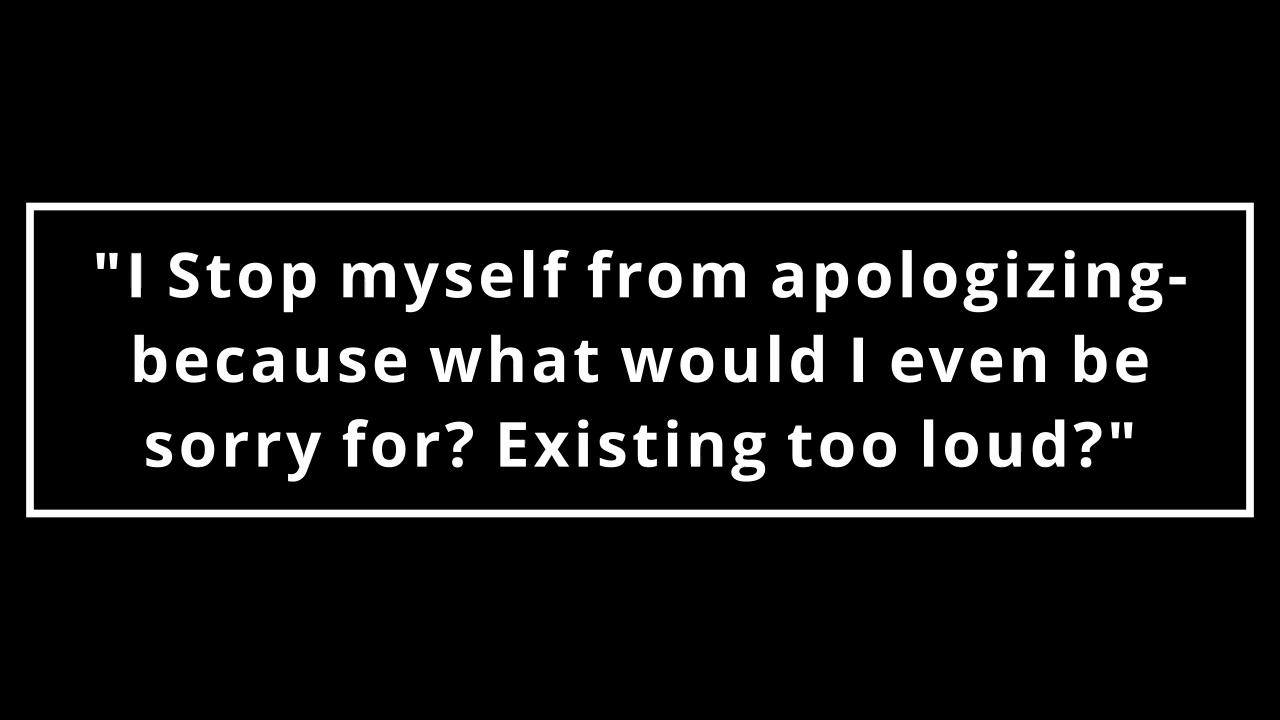 "I Stop myself from apologizing-
because what would I even be
sorry for? Existing too loud?"